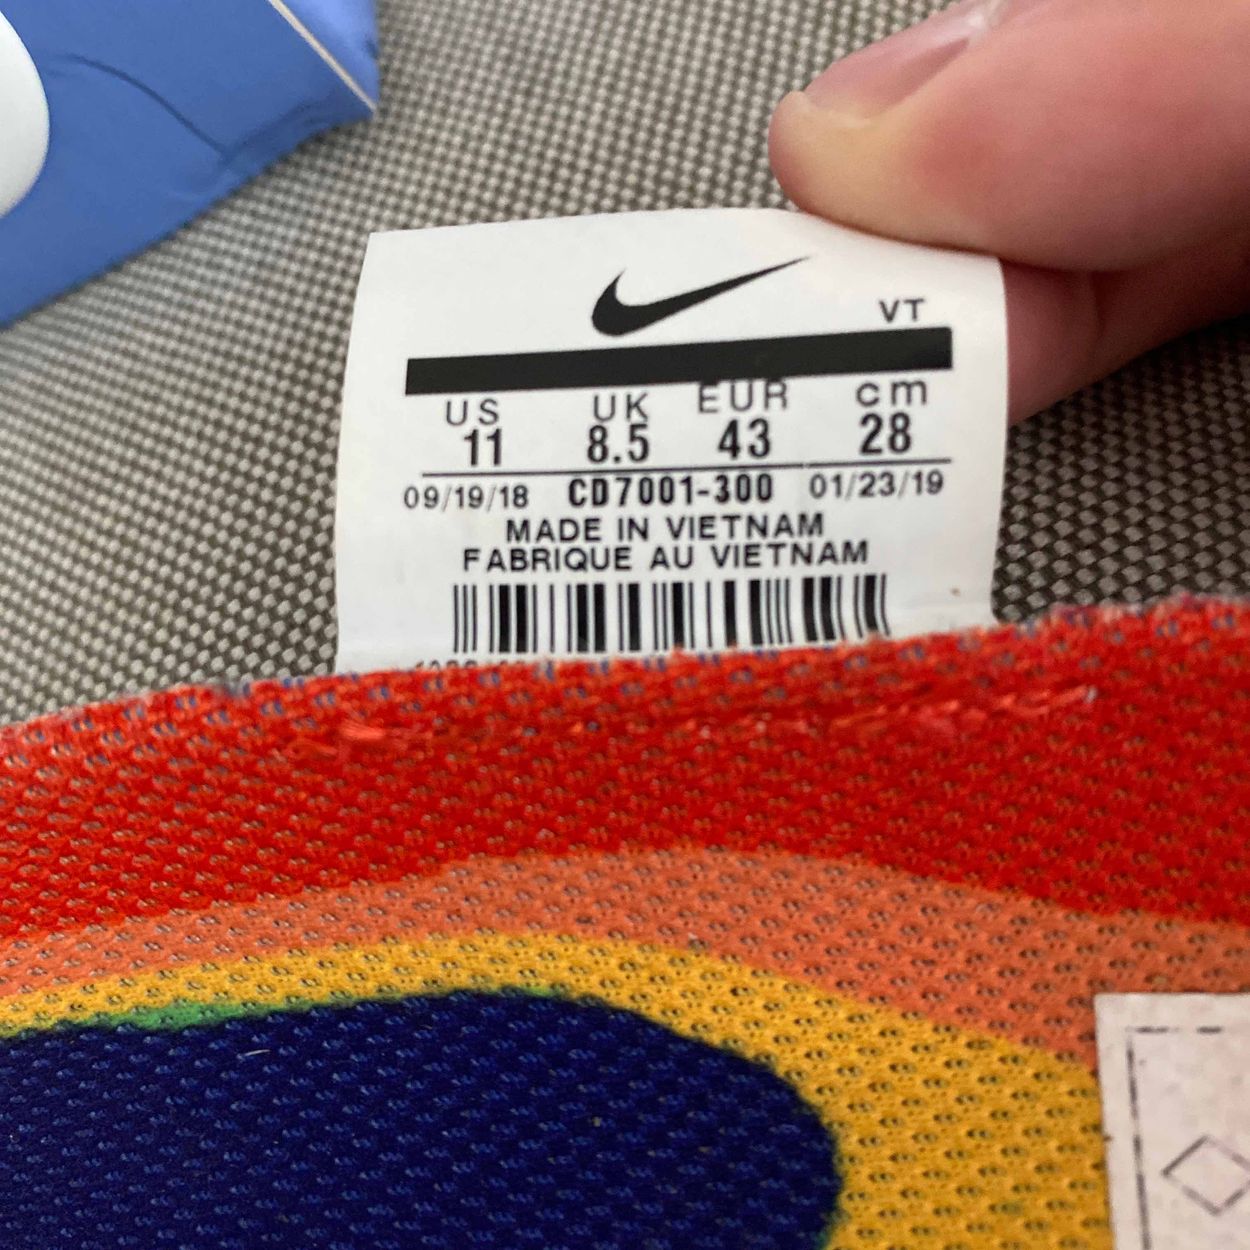 VT
US UK EUR cm
11 8.5 43 28
09/19/18 CD7001-300 01/23/19
MADE IN VIETNAM
FABRIQUE AU VIETNAM